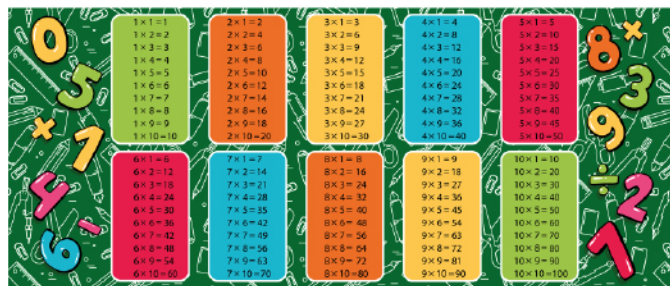 1 × 1 = 1
1 × 2 = 2
1 × 3 = 3
1 × 4 = 4
1 × 5 = 5
1 × 6 = 6
1 × 7 = 7
1 × 8 = 8
1 × 9 = 9
1 × 10 = 10
2 × 1 = 2
2 × 2 = 4
2 × 3 = 6
2 × 4 = 8
2 × 5 = 10
2 × 6 = 12
2 × 7 = 14
2 × 8 = 16
2 × 9 = 18
2 × 10 = 20
3 × 1 = 3
3 × 2 = 6
3 × 3 = 9
3 × 4 = 12
3 × 5 = 15
3 × 6 = 18
3 × 7 = 21
3 × 8 = 24
3 × 9 = 27
3 × 10 = 30
4 × 1 = 4
4 × 2 = 8
4 × 3 = 12
4 × 4 = 16
4 × 5 = 20
4 × 6 = 24
4 × 7 = 28
4 × 8 = 32
4 × 9 = 36
4 × 10 = 40
5 × 1 = 5
5 × 2 = 10
5 × 3 = 15
5 × 4 = 20
5 × 5 = 25
5 × 6 = 30
5 × 7 = 35
5 × 8 = 40
5 × 9 = 45
5 × 10 = 50
6 × 1 = 6
6 × 2 = 12
6 × 3 = 18
6 × 4 = 24
6 × 5 = 30
6 × 6 = 36
6 × 7 = 42
6 × 8 = 48
6 × 9 = 54
6 × 10 = 60
7 × 1 = 7
7 × 2 = 14
7 × 3 = 21
7 × 4 = 28
7 × 5 = 35
7 × 6 = 42
7 × 7 = 49
7 × 8 = 56
7 × 9 = 63
7 × 10 = 70
8 × 1 = 8
8 × 2 = 16
8 × 3 = 24
8 × 4 = 32
8 × 5 = 40
8 × 6 = 48
8 × 7 = 56
8 × 8 = 64
8 × 9 = 72
8 × 10 = 80
9 × 1 = 9
9 × 2 = 18
9 × 3 = 27
9 × 4 = 36
9 × 5 = 45
9 × 6 = 54
9 × 7 = 63
9 × 8 = 72
9 × 9 = 81
9 × 10 = 90
10 × 1 = 10
10 × 2 = 20
10 × 3 = 30
10 × 4 = 40
10 × 5 = 50
10 × 6 = 60
10 × 7 = 70
10 × 8 = 80
10 × 9 = 90
10 × 10 = 100
0
5
× 1
4 -
6
8 ×
3
9
÷ 2
7